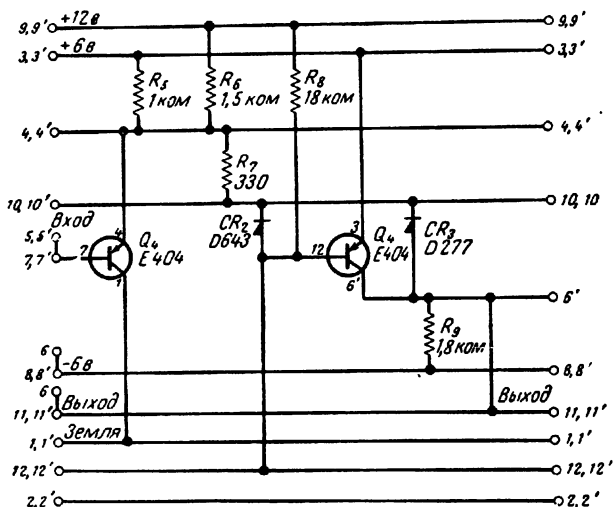 9,9′ +12в 9,9′
3,3′ +6в 3,3′
R5
1ком
R6
1,5 ком
R8
18 ком
4,4′ 4,4′
R7
330
10,10′ 10,10
Вход
5,5′
7,7′
2 4 1
Q4
E404
CR2
D643
12 3 6′
Q4
E404
CR3
D277
6′
R9
1,8 ком
6
8,8′ -6в 8,8′
6
11,11′ Выход Выход 11,11′
1,1′ Земля 1,1′
12,12′ 12,12′
2,2′ 2,2′